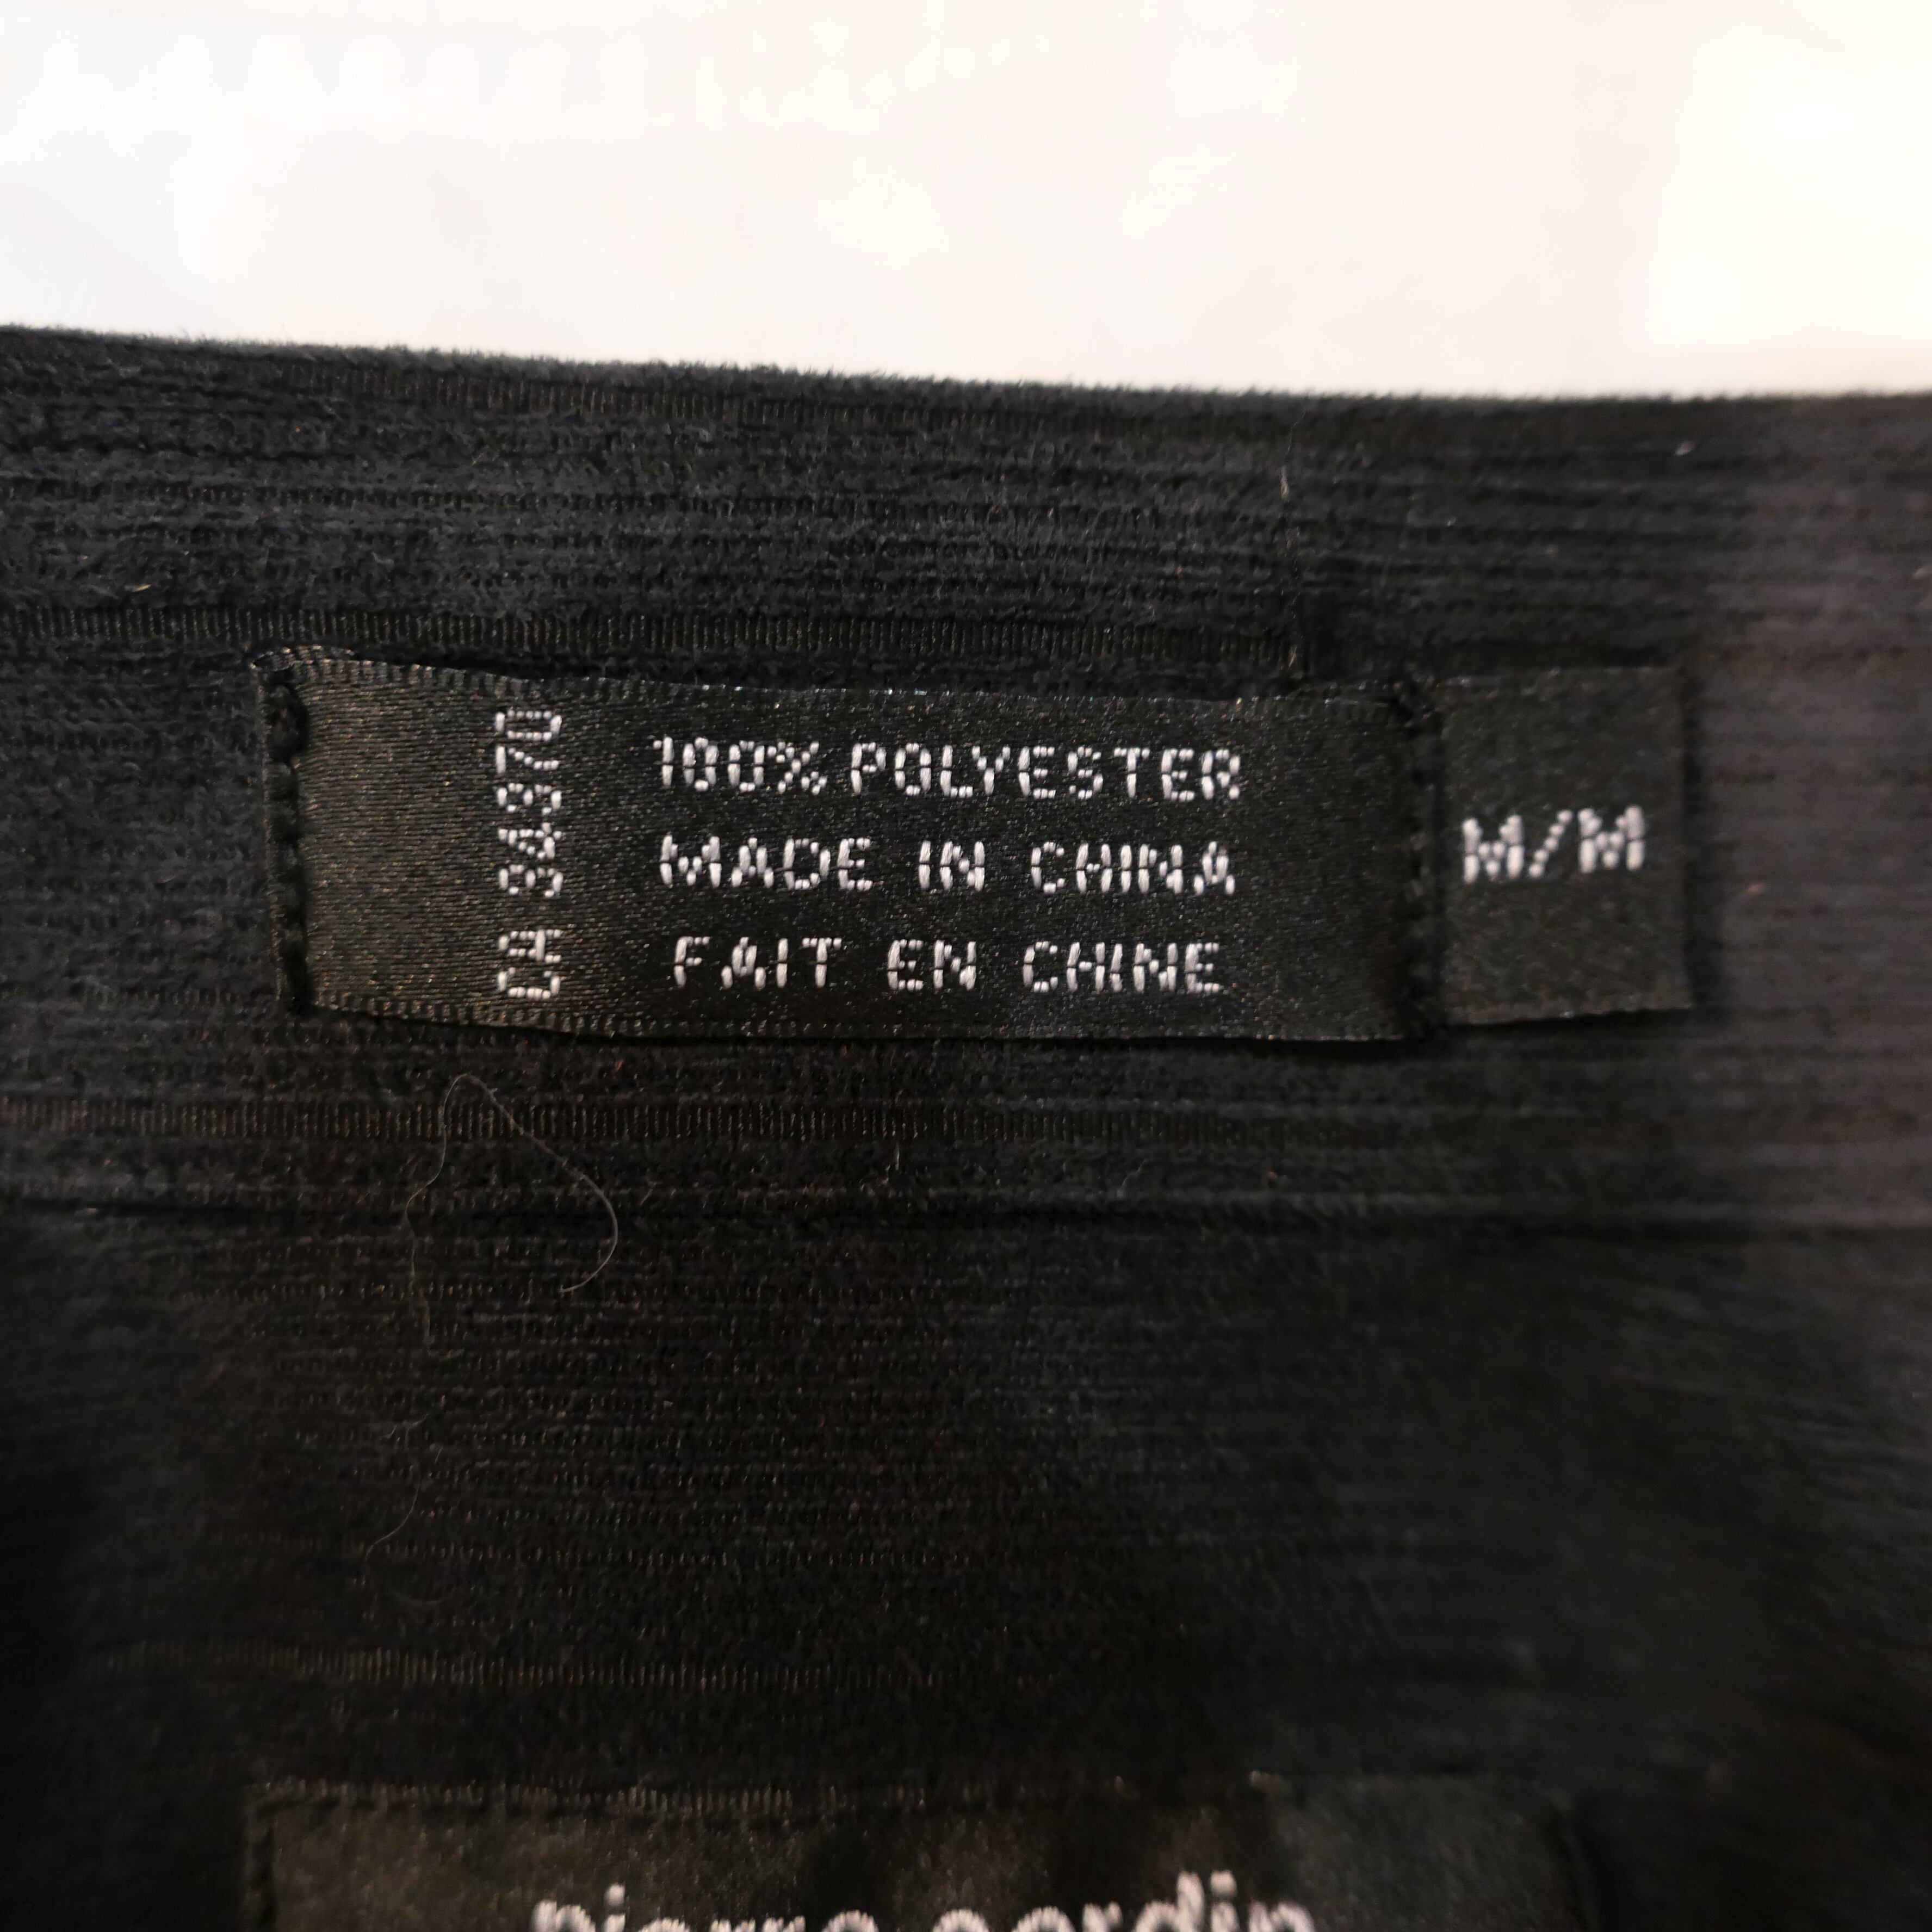 CA 34970
100% POLYESTER
MADE IN CHINA
FAIT EN CHINE
M/M
pierre cardin